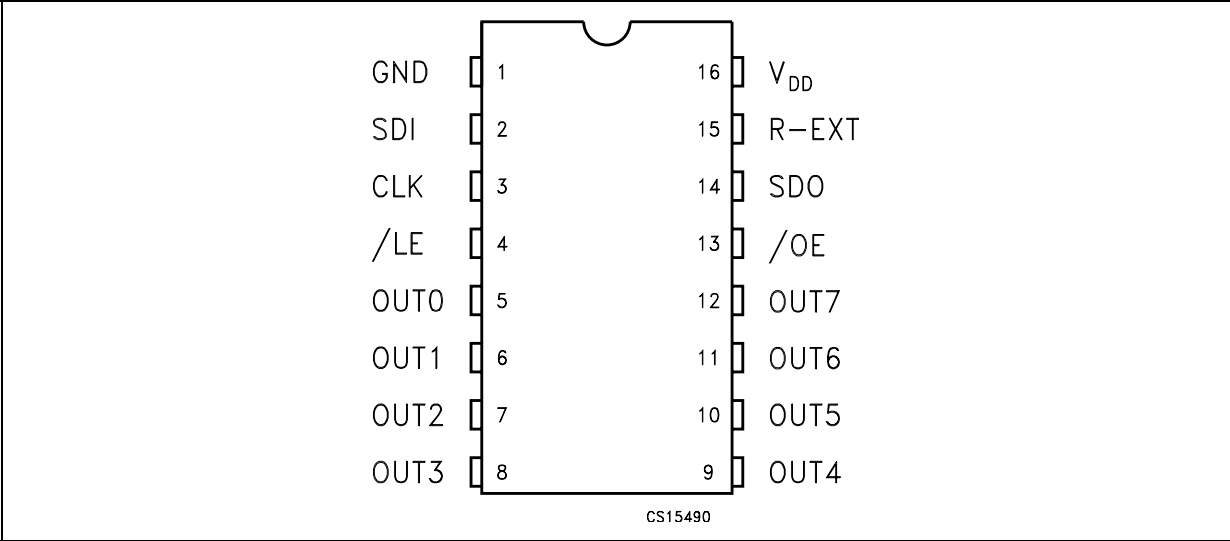 GND 1 16 VDD
SDI 2 15 R-EXT
CLK 3 14 SDO
/LE 4 13 /OE
OUT0 5 12 OUT7
OUT1 6 11 OUT6
OUT2 7 10 OUT5
OUT3 8 9 OUT4
CS15490